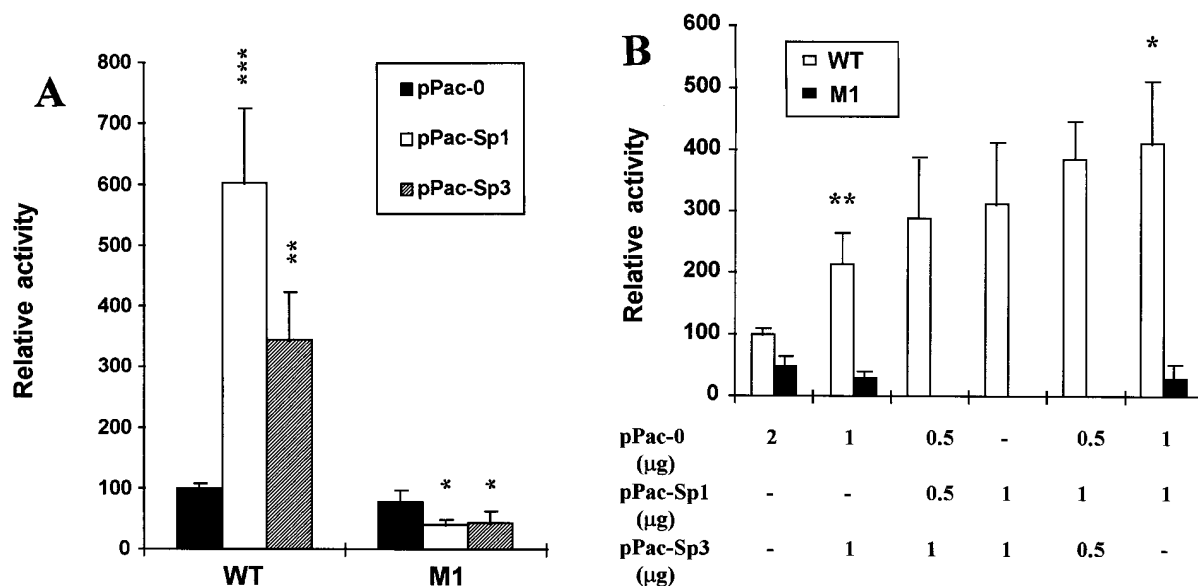 A
800
700
600
500
400
300
200
100
0
Relative activity
***
**
*
*
pPac-0
pPac-Sp1
pPac-Sp3
WT
M1
B
600
500
400
300
200
100
0
Relative activity
WT
M1
**
*
pPac-0 2 1 0.5 - 0.5 1
(µg)
pPac-Sp1 - - 0.5 1 1 1
(µg)
pPac-Sp3 - 1 1 1 0.5 -
(µg)